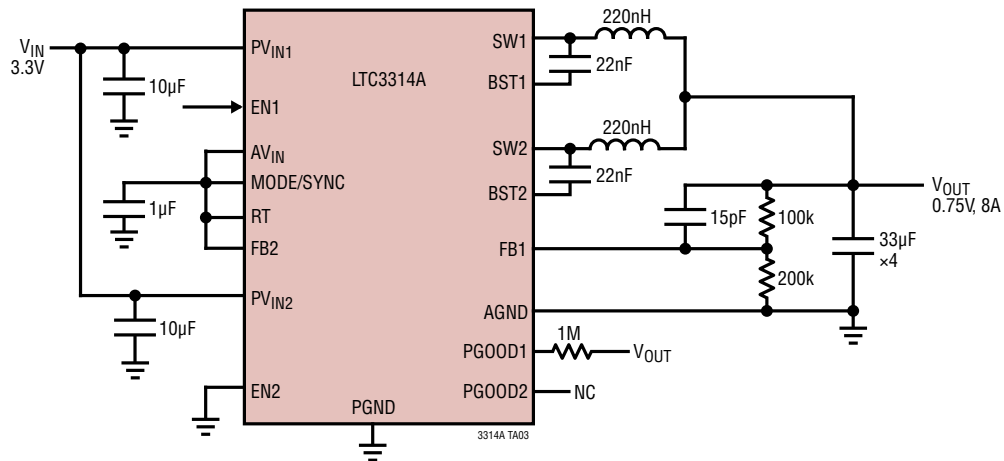 V_IN
3.3V
10µF
PV_IN1
EN1
AV_IN
MODE/SYNC
1µF
RT
FB2
PV_IN2
10µF
EN2
LTC3314A
PGND
SW1
220nH
22nF
BST1
SW2
220nH
22nF
BST2
15pF
100k
V_OUT
0.75V, 8A
FB1
33µF
×4
200k
AGND
1M
PGOOD1
V_OUT
PGOOD2
NC
3314A TA03